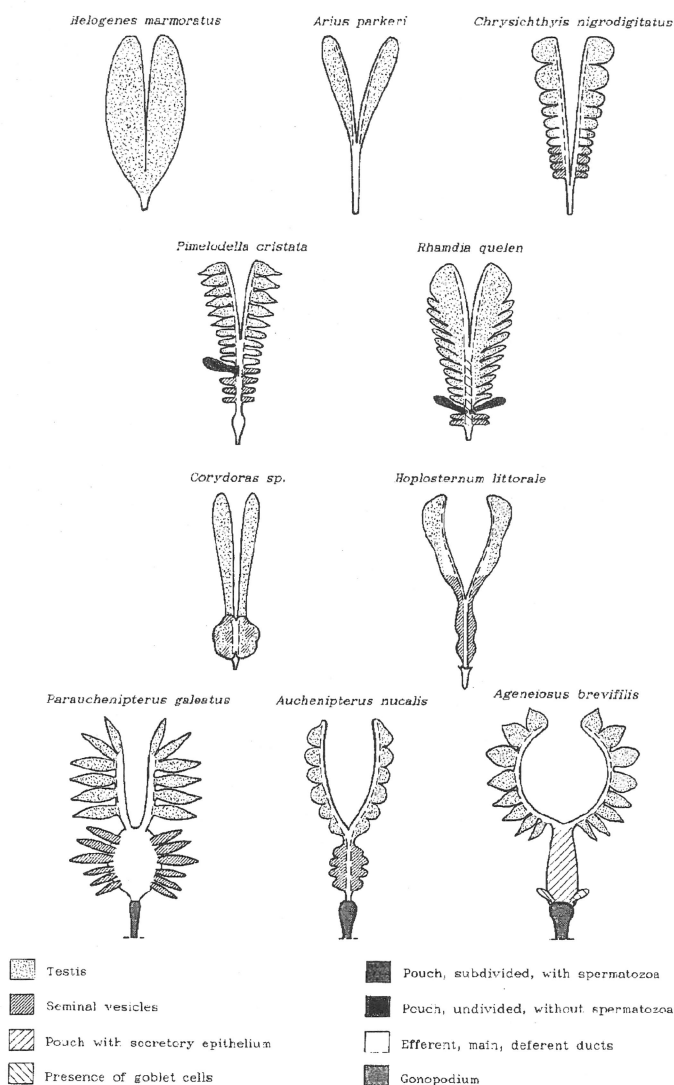 Helogenes marmoratus
Arius parkeri
Chrysichthyis nigrodigitatus
Pimelodella cristata
Rhamdia quelen
Corydoras sp.
Hoplosternum littorale
Parauchenipterus galeatus
Auchenipterus nucalis
Ageneiosus brevifilis
Testis
Seminal vesicles
Pouch with secretory epithelium
Presence of goblet cells
Pouch, subdivided, with spermatozoa
Pouch, undivided, without spermatozoa
Efferent, main, deferent ducts
Gonopodium